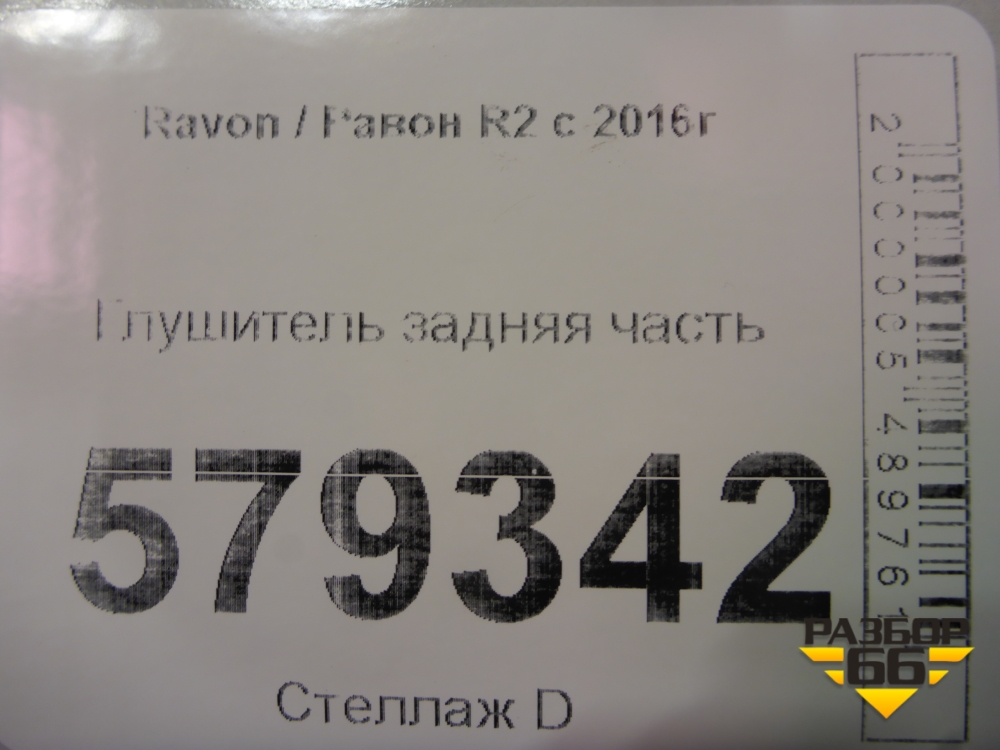 Ravon / Равон R2 с 2016г
Глушитель задняя часть
579342
Стеллаж D
2000005489761
РАЗБОР
66